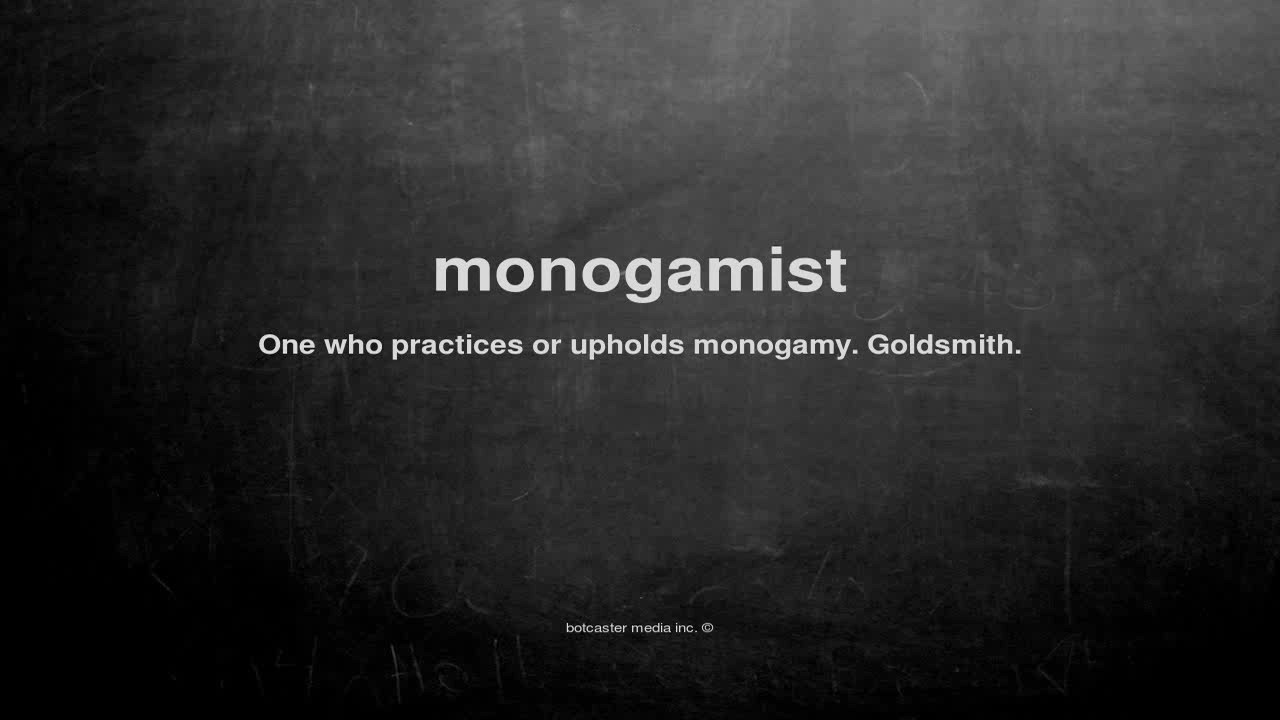 monogamist
One who practices or upholds monogamy. Goldsmith.
botcaster media inc. ©